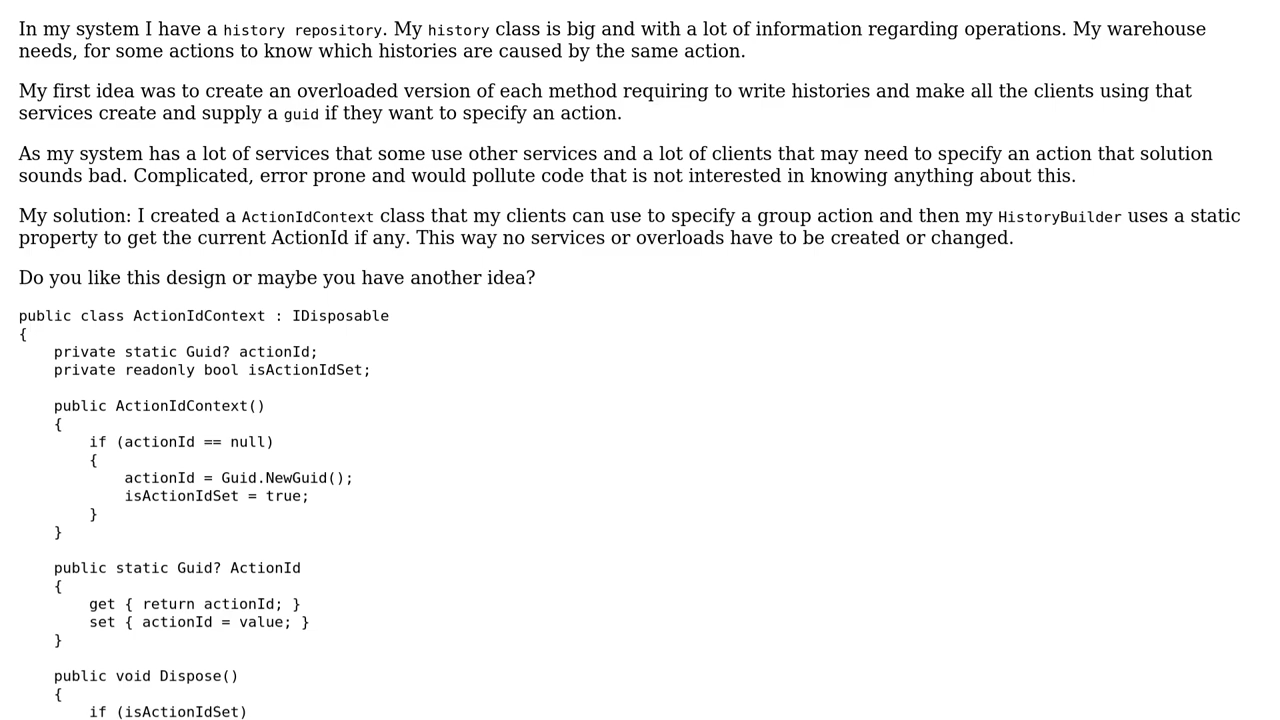 In my system I have a history repository. My history class is big and with a lot of information regarding operations. My warehouse
needs, for some actions to know which histories are caused by the same action.
My first idea was to create an overloaded version of each method requiring to write histories and make all the clients using that
services create and supply a guid if they want to specify an action.
As my system has a lot of services that some use other services and a lot of clients that may need to specify an action that solution
sounds bad. Complicated, error prone and would pollute code that is not interested in knowing anything about this.
My solution: I created a ActionIdContext class that my clients can use to specify a group action and then my HistoryBuilder uses a static
property to get the current ActionId if any. This way no services or overloads have to be created or changed.
Do you like this design or maybe you have another idea?
public class ActionIdContext : IDisposable
{
    private static Guid? actionId;
    private readonly bool isActionIdSet;
    public ActionIdContext()
    {
        if (actionId == null)
        {
            actionId = Guid.NewGuid();
            isActionIdSet = true;
        }
    }
    public static Guid? ActionId
    {
        get { return actionId; }
        set { actionId = value; }
    }
    public void Dispose()
    {
        if (isActionIdSet)